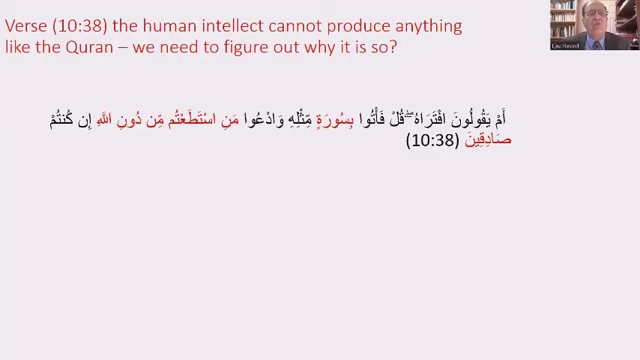 Verse (10:38) the human intellect cannot produce anything
like the Quran – we need to figure out why it is so?
أَمْ يَقُولُونَ افْتَرَاهُ ۖ قُلْ فَأْتُوا بِسُورَةٍ مِّثْلِهِ وَادْعُوا مَنِ اسْتَطَعْتُم مِّن دُونِ اللَّهِ إِن كُنتُمْ
صَادِقِينَ (10:38)